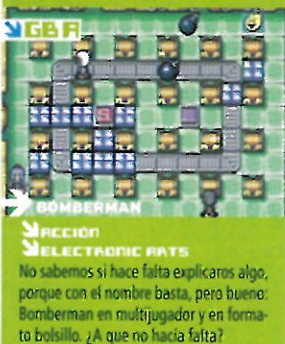 GBA
BOMBERMAN
ACCIÓN
ELECTRONIC ARTS
No sabemos si hace falta explicaros algo,
porque con el nombre basta, pero bueno:
Bomberman en multijugador y en forma-
to bolsillo. ¿A que no hacía falta?